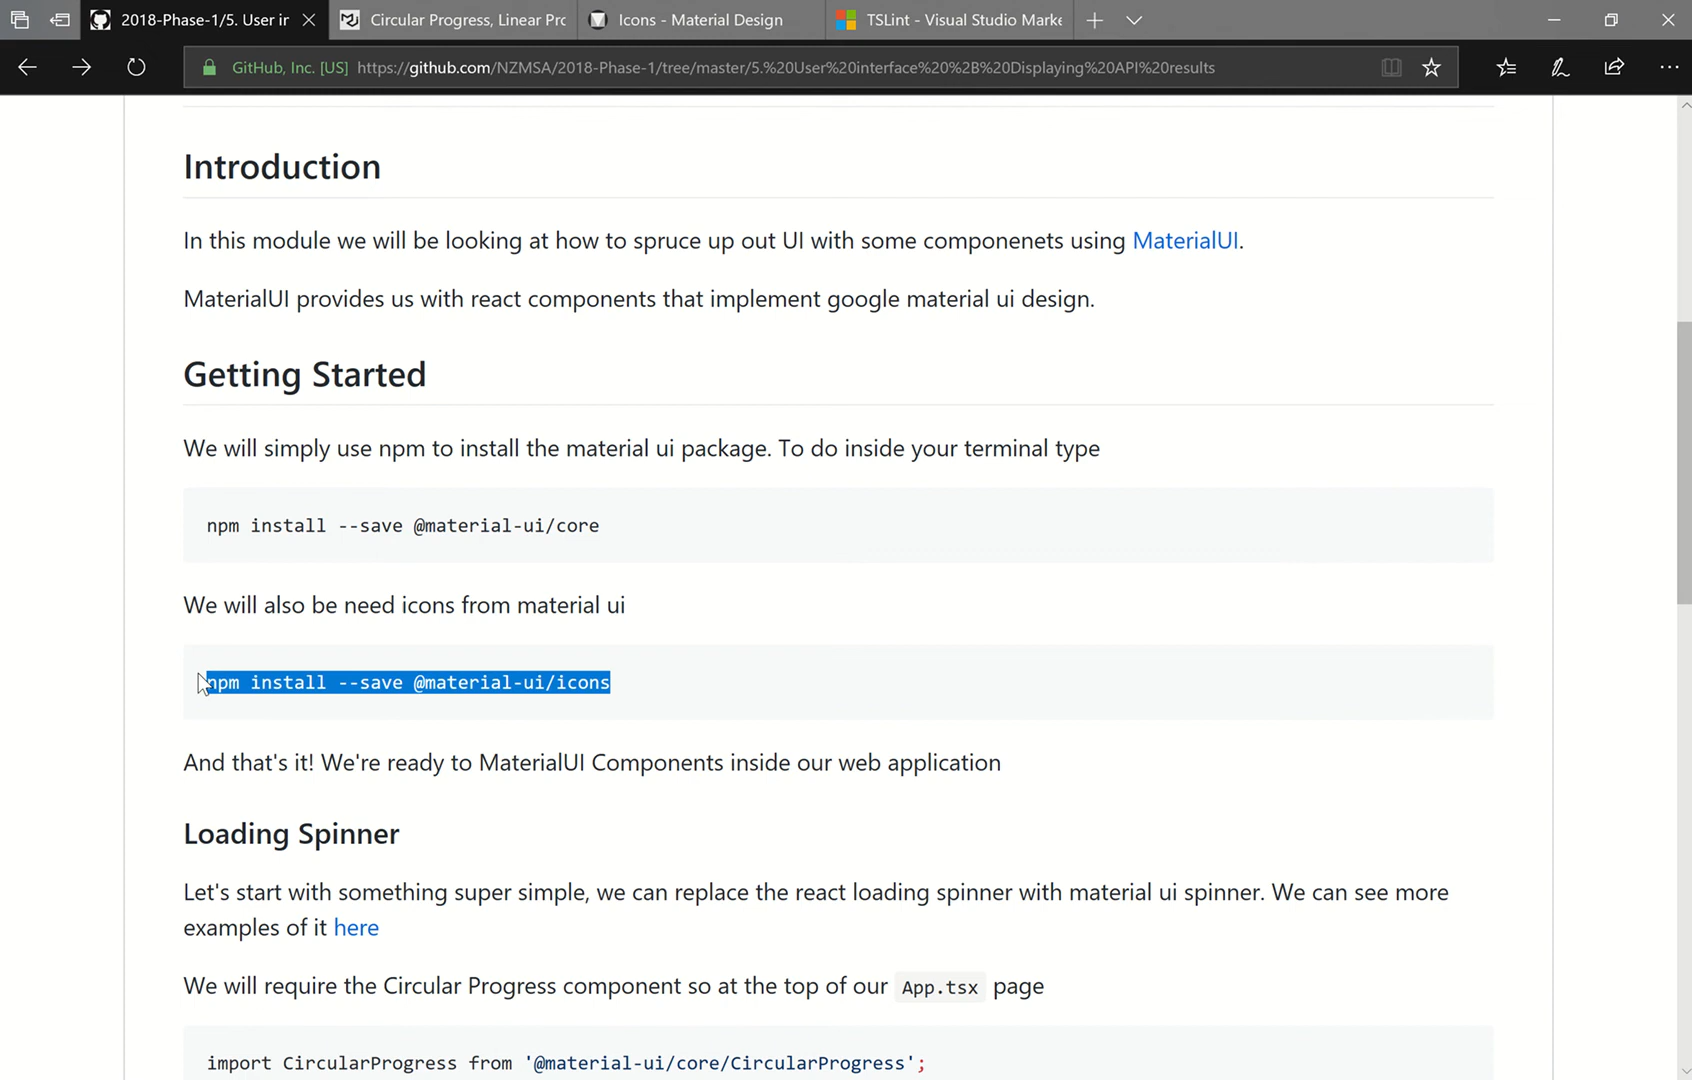 2018-Phase-1/5. User ir
Circular Progress, Linear Prc
Icons - Material Design
TSLint - Visual Studio Marke
GitHub, Inc. [US] https://github.com/NZMSA/2018-Phase-1/tree/master/5.%20User%20interface%20%2B%20Displaying%20API%20results
Introduction
In this module we will be looking at how to spruce up out UI with some componenets using MaterialUI.
MaterialUI provides us with react components that implement google material ui design.
Getting Started
We will simply use npm to install the material ui package. To do inside your terminal type
npm install --save @material-ui/core
We will also be need icons from material ui
npm install --save @material-ui/icons
And that's it! We're ready to MaterialUI Components inside our web application
Loading Spinner
Let's start with something super simple, we can replace the react loading spinner with material ui spinner. We can see more
examples of it here
We will require the Circular Progress component so at the top of our App.tsx page
import CircularProgress from '@material-ui/core/CircularProgress';